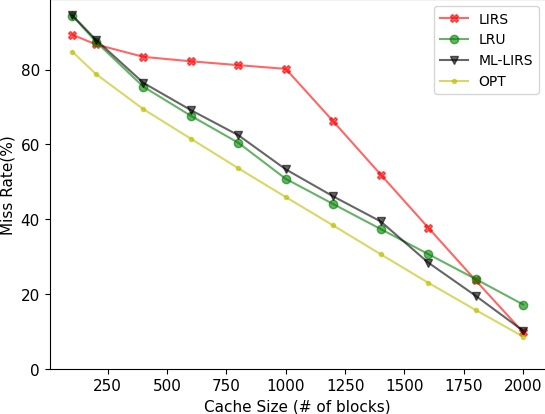 LIRS
LRU
ML-LIRS
OPT
Miss Rate(%)
80
60
40
20
0
250 500 750 1000 1250 1500 1750 2000
Cache Size (# of blocks)